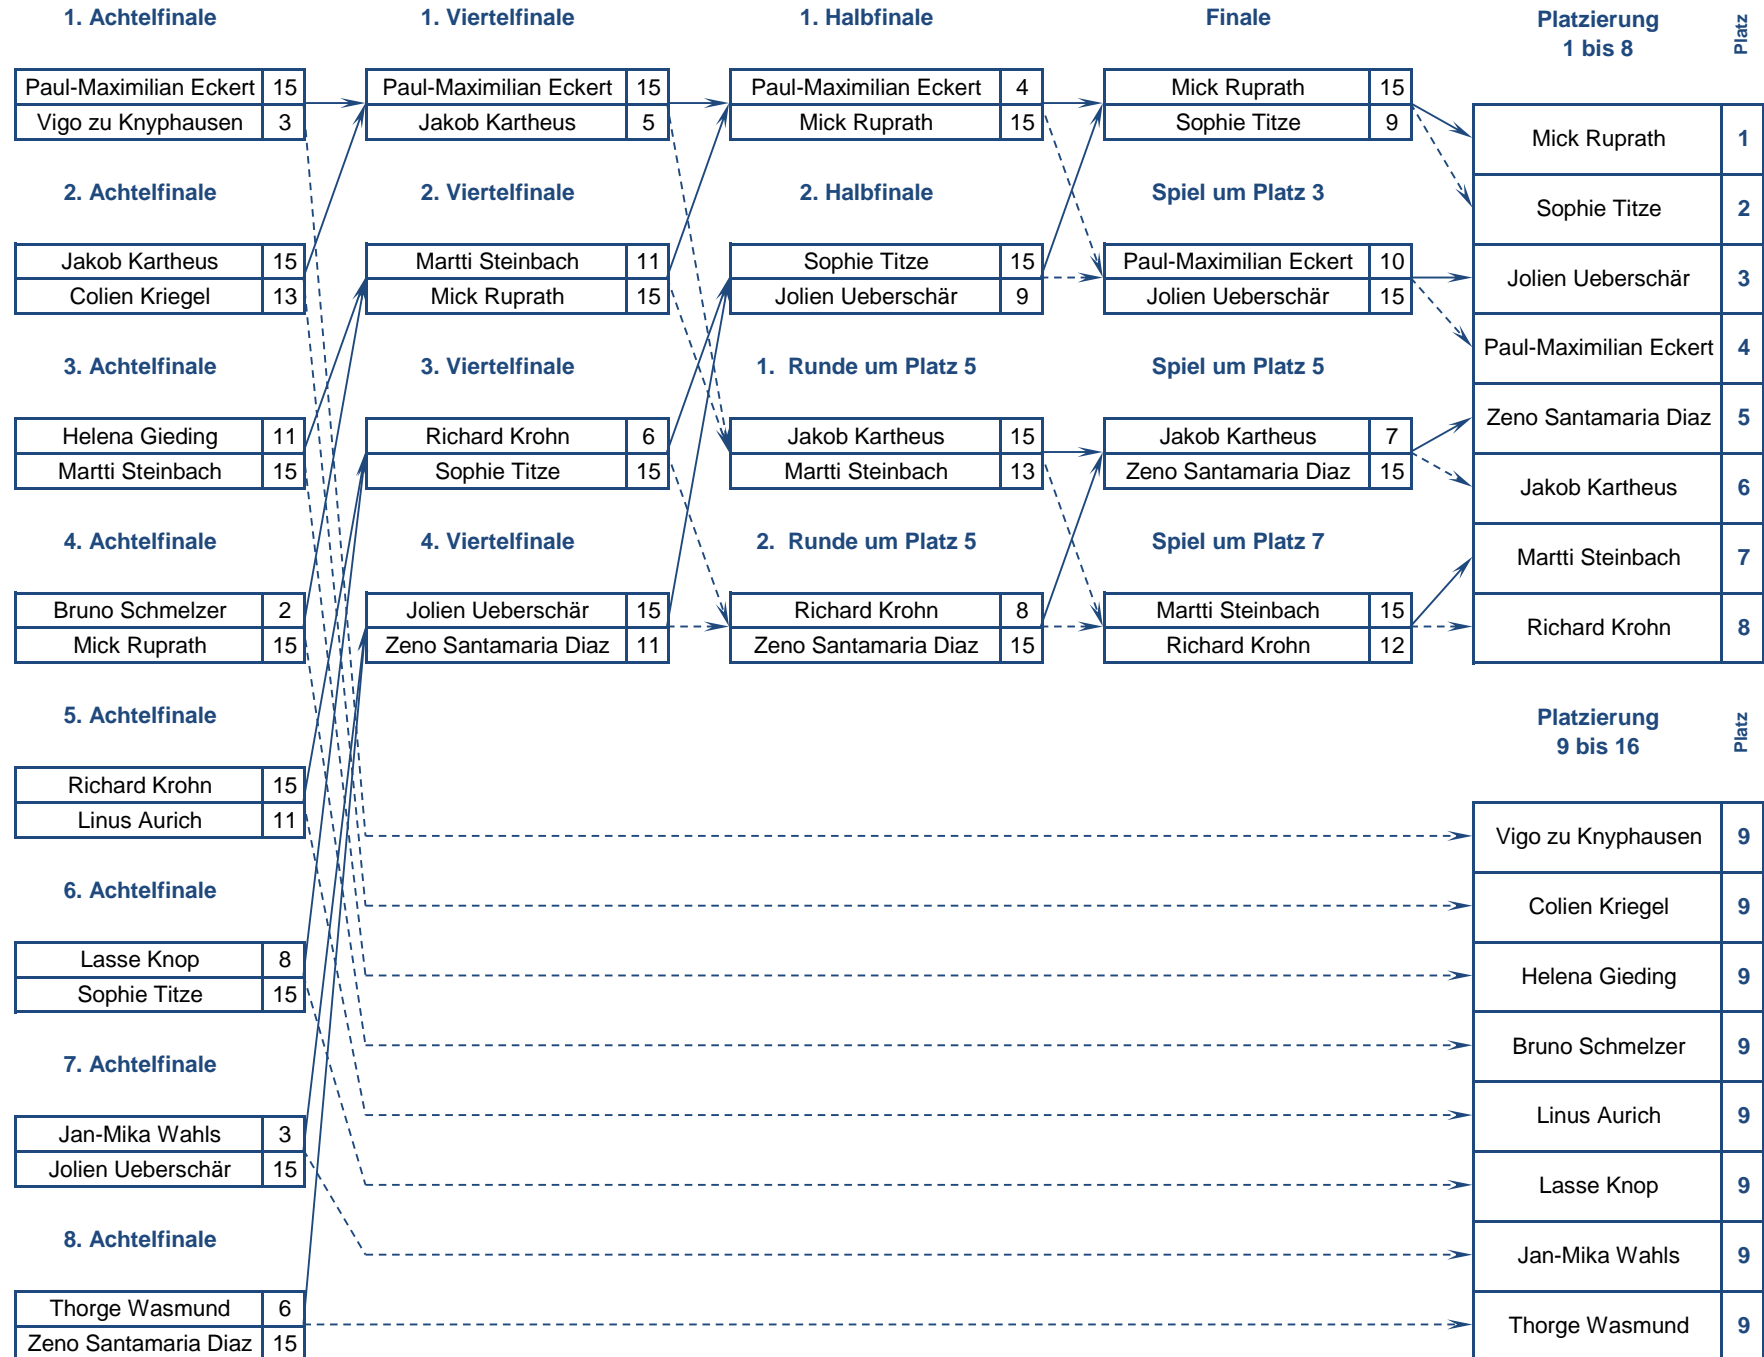 1. Achtelfinale
Paul-Maximilian Eckert 15
Vigo zu Knyphausen 3
2. Achtelfinale
Jakob Kartheus 15
Colien Kriegel 13
3. Achtelfinale
Helena Gieding 11
Martti Steinbach 15
4. Achtelfinale
Bruno Schmelzer 2
Mick Ruprath 15
5. Achtelfinale
Richard Krohn 15
Linus Aurich 11
6. Achtelfinale
Lasse Knop 8
Sophie Titze 15
7. Achtelfinale
Jan-Mika Wahls 3
Jolien Ueberschär 15
8. Achtelfinale
Thorge Wasmund 6
Zeno Santamaria Diaz 15
1. Viertelfinale
Paul-Maximilian Eckert 15
Jakob Kartheus 5
2. Viertelfinale
Martti Steinbach 11
Mick Ruprath 15
3. Viertelfinale
Richard Krohn 6
Sophie Titze 15
4. Viertelfinale
Jolien Ueberschär 15
Zeno Santamaria Diaz 11
1. Halbfinale
Paul-Maximilian Eckert 4
Mick Ruprath 15
2. Halbfinale
Sophie Titze 15
Jolien Ueberschär 9
1. Runde um Platz 5
Jakob Kartheus 15
Martti Steinbach 13
2. Runde um Platz 5
Richard Krohn 8
Zeno Santamaria Diaz 15
Finale
Mick Ruprath 15
Sophie Titze 9
Spiel um Platz 3
Paul-Maximilian Eckert 10
Jolien Ueberschär 15
Spiel um Platz 5
Jakob Kartheus 7
Zeno Santamaria Diaz 15
Spiel um Platz 7
Martti Steinbach 15
Richard Krohn 12
Platzierung
1 bis 8
Platz
Mick Ruprath 1
Sophie Titze 2
Jolien Ueberschär 3
Paul-Maximilian Eckert 4
Zeno Santamaria Diaz 5
Jakob Kartheus 6
Martti Steinbach 7
Richard Krohn 8
Platzierung
9 bis 16
Platz
Vigo zu Knyphausen 9
Colien Kriegel 9
Helena Gieding 9
Bruno Schmelzer 9
Linus Aurich 9
Lasse Knop 9
Jan-Mika Wahls 9
Thorge Wasmund 9